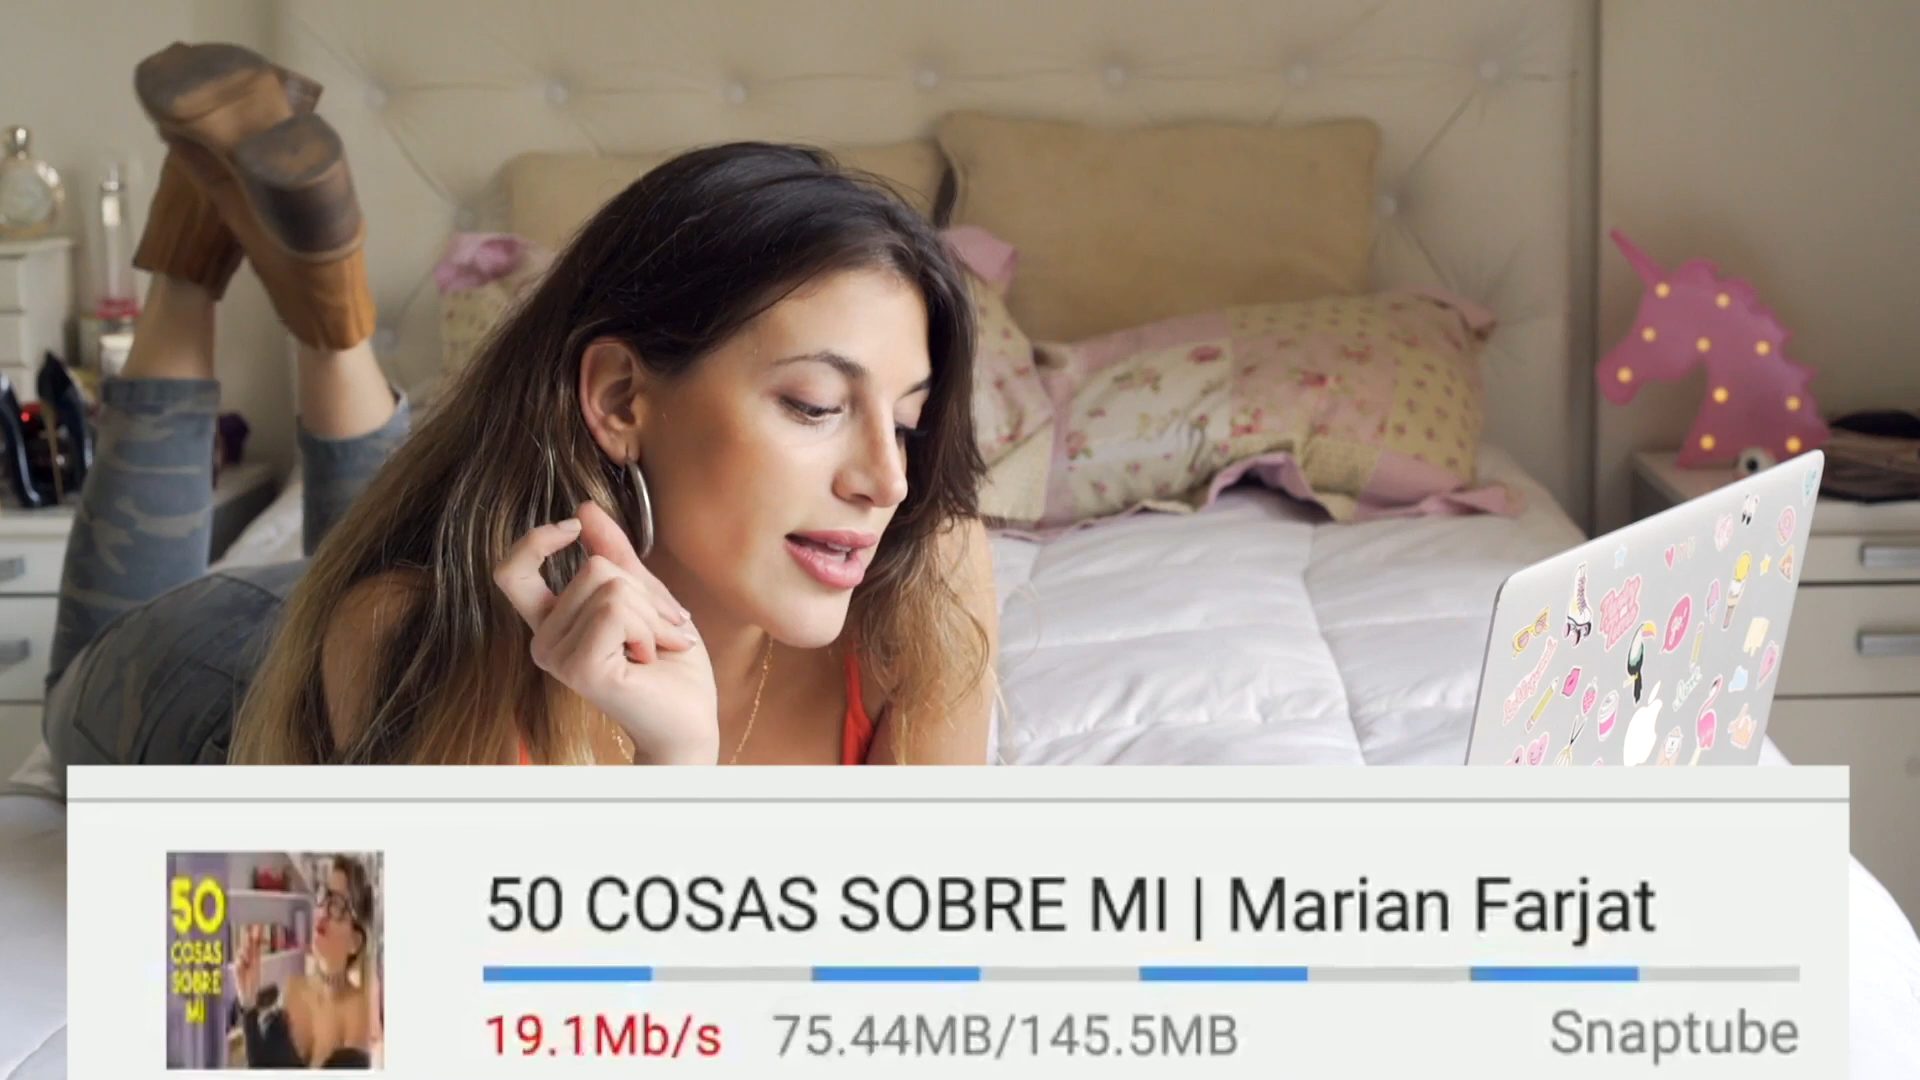 50 COSAS SOBRE MI | Marian Farjat
50
COSAS
SOBRE
MI
19.1Mb/s 75.44MB/145.5MB Snaptube